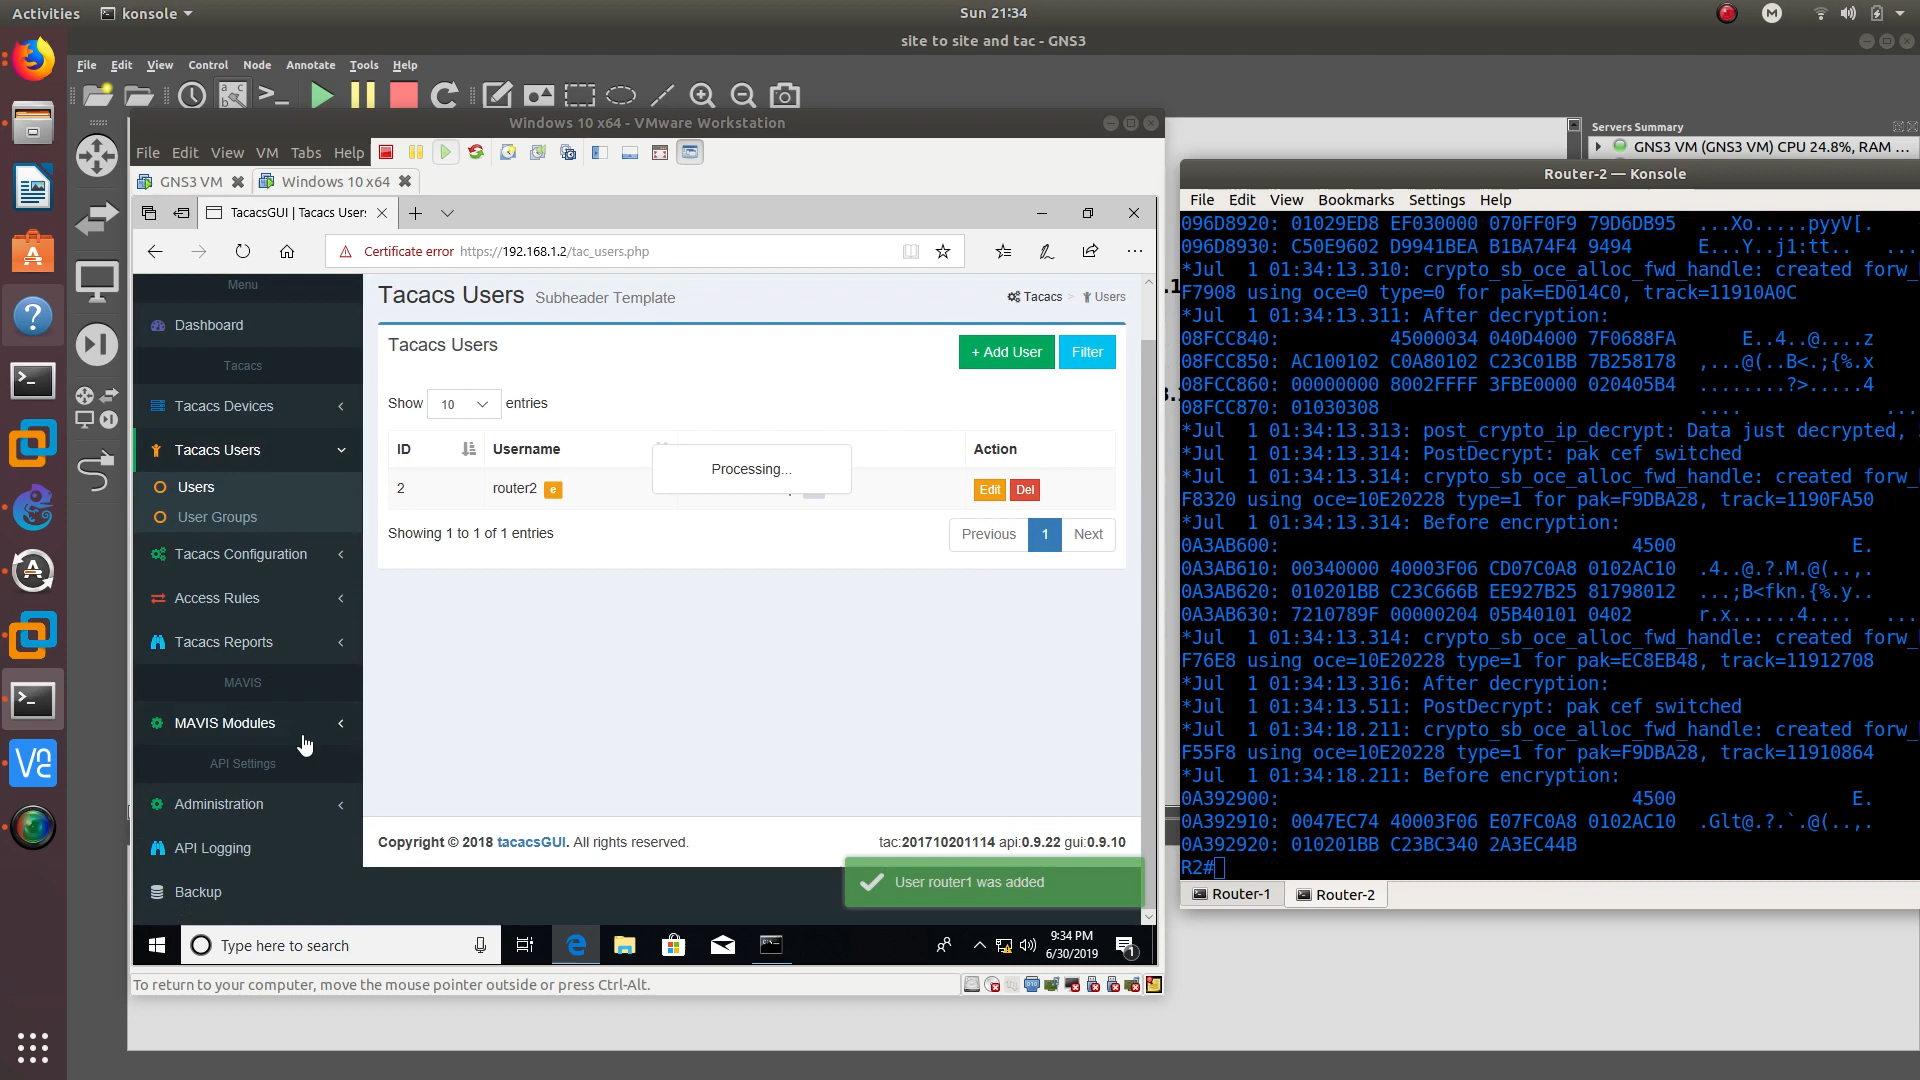 Activities
konsole
Sun 21:34
site to site and tac - GNS3
File Edit View Control Node Annotate Tools Help
Servers Summary
GNS3 VM (GNS3 VM) CPU 24.8%, RAM ...
Windows 10 x64 - VMware Workstation
File Edit View VM Tabs Help
GNS3 VM
Windows 10 x64
TacacsGUI | Tacacs User:
Certificate error https://192.168.1.2/tac_users.php
Menu
Dashboard
Tacacs
Tacacs Devices
Tacacs Users
Users
User Groups
Tacacs Configuration
Access Rules
Tacacs Reports
MAVIS
MAVIS Modules
API Settings
Administration
API Logging
Backup
Tacacs Users Subheader Template
Tacacs > Users
Tacacs Users
+ Add User
Filter
Show 10 entries
ID Username Action
Processing...
2 router2 e Edit Del
Showing 1 to 1 of 1 entries
Previous 1 Next
Copyright © 2018 tacacsGUI. All rights reserved.
tac:201710201114 api:0.9.22 gui:0.9.10
User router1 was added
Type here to search
9:34 PM
6/30/2019
1
To return to your computer, move the mouse pointer outside or press Ctrl-Alt.
Router-2 — Konsole
File Edit View Bookmarks Settings Help
096D8920: 01029ED8 EF030000 070FF0F9 79D6DB95 ...Xo.....pyyV[.
096D8930: C50E9602 D9941BEA B1BA74F4 9494 E...Y..j1:tt.. ....
*Jul 1 01:34:13.310: crypto_sb_oce_alloc_fwd_handle: created forw_
F7908 using oce=0 type=0 for pak=ED014C0, track=11910A0C
*Jul 1 01:34:13.311: After decryption:
08FCC840: 45000034 040D4000 7F0688FA E..4..@....z
08FCC850: AC100102 C0A80102 C23C01BB 7B258178 ,...@(..B<.;{%.x
08FCC860: 00000000 8002FFFF 3FBE0000 020405B4 ........?>.....4
08FCC870: 01030308 .... ...
*Jul 1 01:34:13.313: post_crypto_ip_decrypt: Data just decrypted,
*Jul 1 01:34:13.314: PostDecrypt: pak cef switched
*Jul 1 01:34:13.314: crypto_sb_oce_alloc_fwd_handle: created forw_
F8320 using oce=10E20228 type=1 for pak=F9DBA28, track=1190FA50
*Jul 1 01:34:13.314: Before encryption:
0A3AB600: 4500 E.
0A3AB610: 00340000 40003F06 CD07C0A8 0102AC10 .4..@.?.M.@(..,.
0A3AB620: 010201BB C23C666B EE927B25 81798012 ...;B<fkn.{%.y..
0A3AB630: 7210789F 00000204 05B40101 0402 r.x......4.... ...
*Jul 1 01:34:13.314: crypto_sb_oce_alloc_fwd_handle: created forw_
F76E8 using oce=10E20228 type=1 for pak=EC8EB48, track=11912708
*Jul 1 01:34:13.316: After decryption:
*Jul 1 01:34:13.511: PostDecrypt: pak cef switched
*Jul 1 01:34:18.211: crypto_sb_oce_alloc_fwd_handle: created forw_
F55F8 using oce=10E20228 type=1 for pak=F9DBA28, track=11910864
*Jul 1 01:34:18.211: Before encryption:
0A392900: 4500 E.
0A392910: 0047EC74 40003F06 E07FC0A8 0102AC10 .Glt@.?.`.@(..,.
0A392920: 010201BB C23BC340 2A3EC44B
R2#
Router-1
Router-2